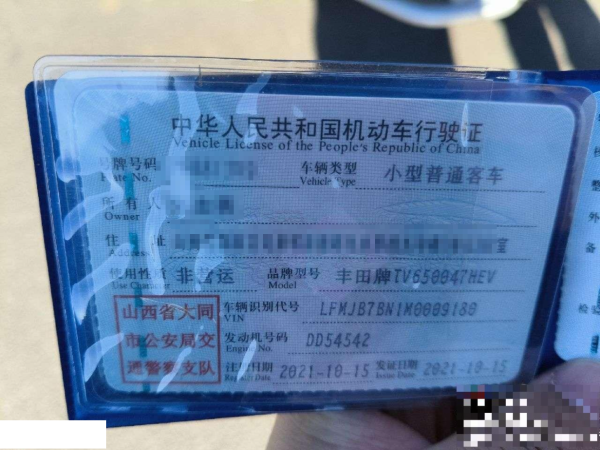 中华人民共和国机动车行驶证
Vehicle License of the People's Republic of China
号牌号码
Plate No.
车辆类型 小型普通客车
Vehicle Type
所有人
Owner
住址 室
Address
使用性质 非营运 品牌型号 丰田牌TV650047HEV
Use Character Model
山西省大同
市公安局交
通警察支队
车辆识别代号 LFMJB7BN1M0009180
VIN
发动机号码 DD54542
Engine No.
注册日期 2021-10-15 发证日期 2021-10-15
Register Date Issue Date